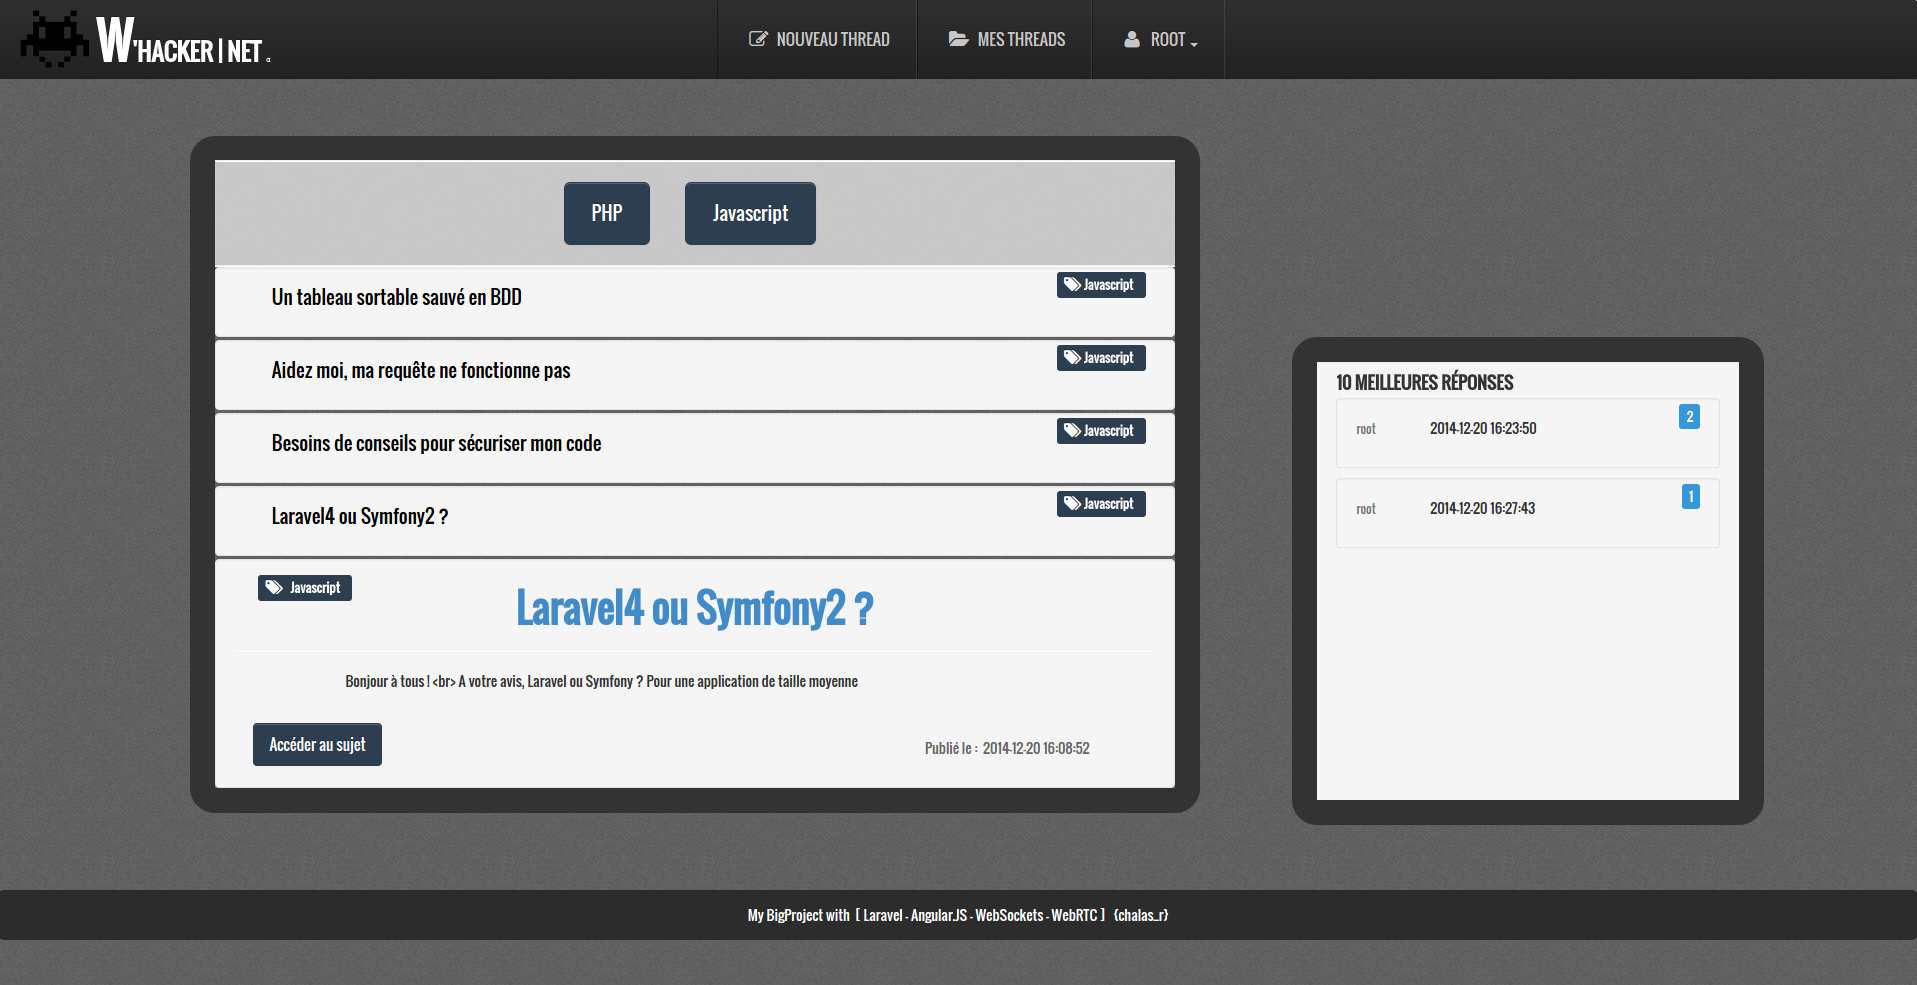 W'HACKER | NET α
NOUVEAU THREAD
MES THREADS
ROOT
PHP
Javascript
Un tableau sortable sauvé en BDD
Javascript
Aidez moi, ma requête ne fonctionne pas
Javascript
Besoins de conseils pour sécuriser mon code
Javascript
Laravel4 ou Symfony2 ?
Javascript
Javascript
Laravel4 ou Symfony2 ?
Bonjour à tous ! <br> A votre avis, Laravel ou Symfony ? Pour une application de taille moyenne
Accéder au sujet
Publié le : 2014-12-20 16:08:52
10 MEILLEURES RÉPONSES
root 2014-12-20 16:23:50 2
root 2014-12-20 16:27:43 1
My BigProject with [ Laravel - Angular.JS - WebSockets - WebRTC ] {chalas_r}